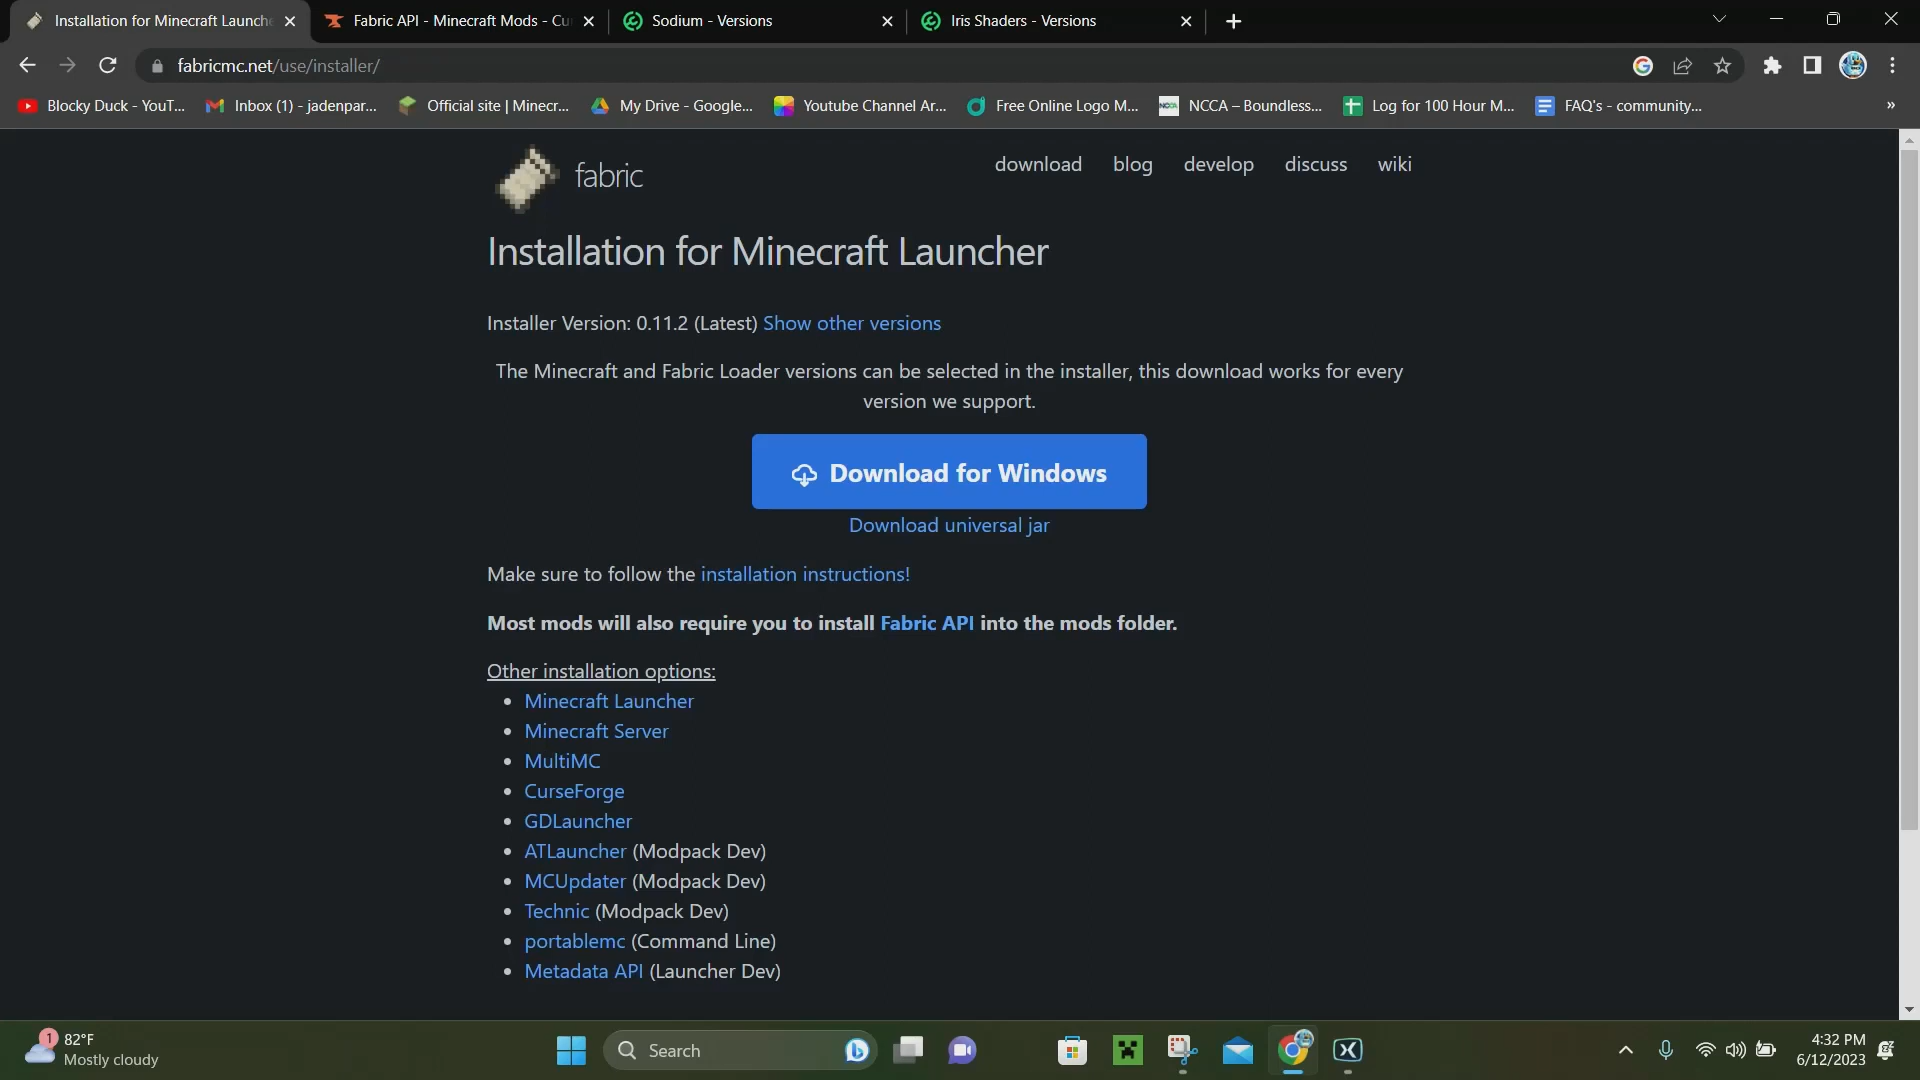 Installation for Minecraft Launche
Fabric API - Minecraft Mods - Cu
Sodium - Versions
Iris Shaders - Versions
fabricmc.net/use/installer/
Blocky Duck - YouT...
Inbox (1) - jadenpar...
Official site | Minecr...
My Drive - Google...
Youtube Channel Ar...
Free Online Logo M...
NCCA – Boundless...
Log for 100 Hour M...
FAQ's - community...
»
fabric
download
blog
develop
discuss
wiki
Installation for Minecraft Launcher
Installer Version: 0.11.2 (Latest) Show other versions
The Minecraft and Fabric Loader versions can be selected in the installer, this download works for every
version we support.
Download for Windows
Download universal jar
Make sure to follow the installation instructions!
Most mods will also require you to install Fabric API into the mods folder.
Other installation options:
• Minecraft Launcher
• Minecraft Server
• MultiMC
• CurseForge
• GDLauncher
• ATLauncher (Modpack Dev)
• MCUpdater (Modpack Dev)
• Technic (Modpack Dev)
• portablemc (Command Line)
• Metadata API (Launcher Dev)
1
82°F
Mostly cloudy
Search
4:32 PM
6/12/2023